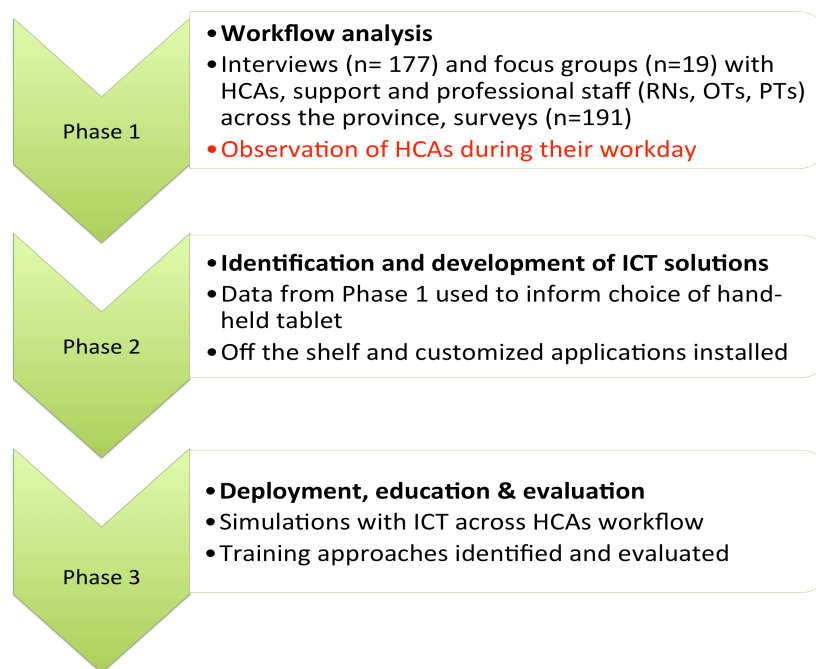 Phase 1
•Workflow analysis
•Interviews (n= 177) and focus groups (n=19) with
HCAs, support and professional staff (RNs, OTs, PTs)
across the province, surveys (n=191)
•Observation of HCAs during their workday
Phase 2
•Identification and development of ICT solutions
•Data from Phase 1 used to inform choice of hand-
held tablet
•Off the shelf and customized applications installed
Phase 3
•Deployment, education & evaluation
•Simulations with ICT across HCAs workflow
•Training approaches identified and evaluated